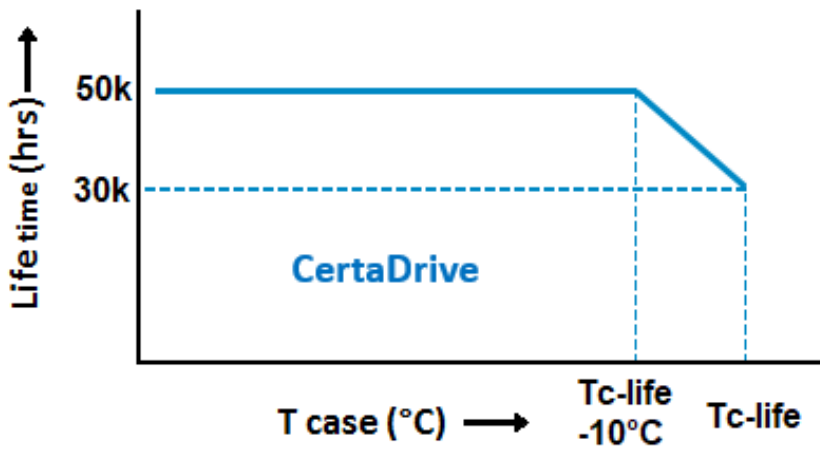 Life time (hrs)
50k
30k
CertaDrive
T case (°C)
Tc-life
-10°C
Tc-life